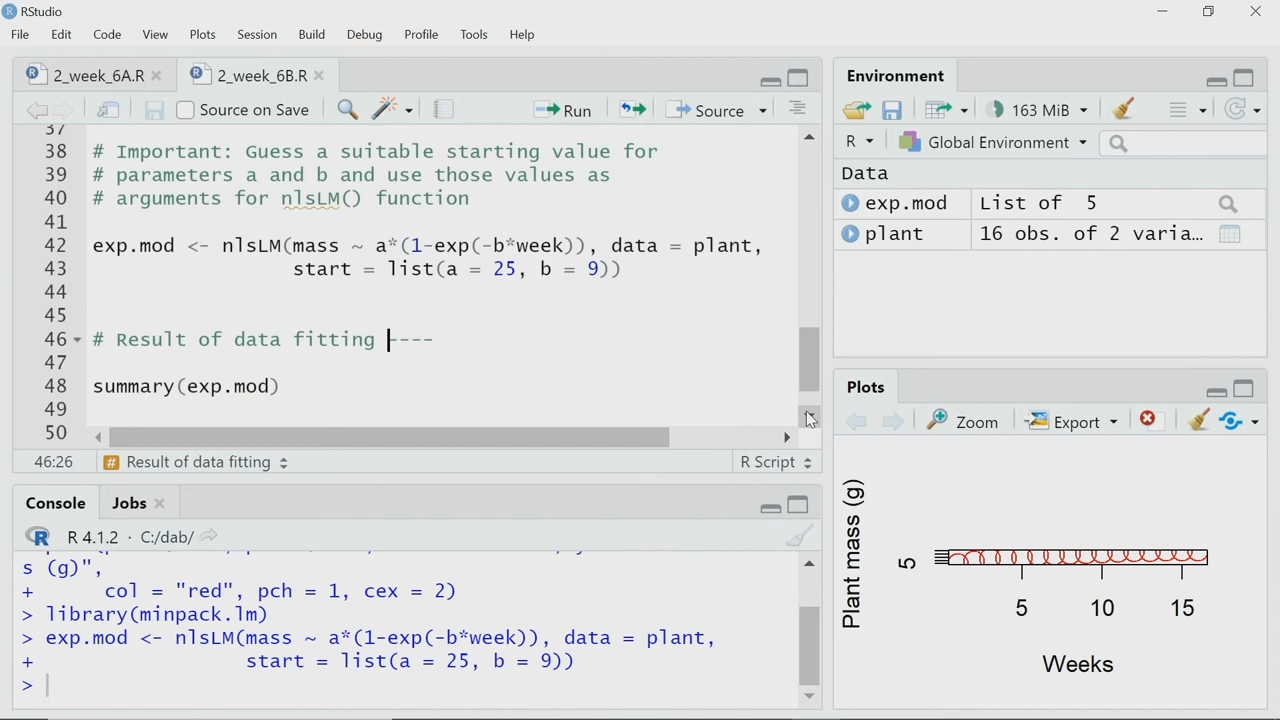 RStudio
File Edit Code View Plots Session Build Debug Profile Tools Help
2_week_6A.R 2_week_6B.R
Source on Save Run Source
37
38 # Important: Guess a suitable starting value for
39 # parameters a and b and use those values as
40 # arguments for nlsLM() function
41
42 exp.mod <- nlsLM(mass ~ a*(1-exp(-b*week)), data = plant,
43 start = list(a = 25, b = 9))
44
45
46 # Result of data fitting ----
47
48 summary(exp.mod)
49
50
46:26 # Result of data fitting R Script
Console Jobs
R 4.1.2 · C:/dab/
s (g)",
+ col = "red", pch = 1, cex = 2)
> library(minpack.lm)
> exp.mod <- nlsLM(mass ~ a*(1-exp(-b*week)), data = plant,
+ start = list(a = 25, b = 9))
>
Environment
163 MiB
R Global Environment
Data
exp.mod List of 5
plant 16 obs. of 2 varia...
Plots
Zoom Export
Plant mass (g)
5
5 10 15
Weeks